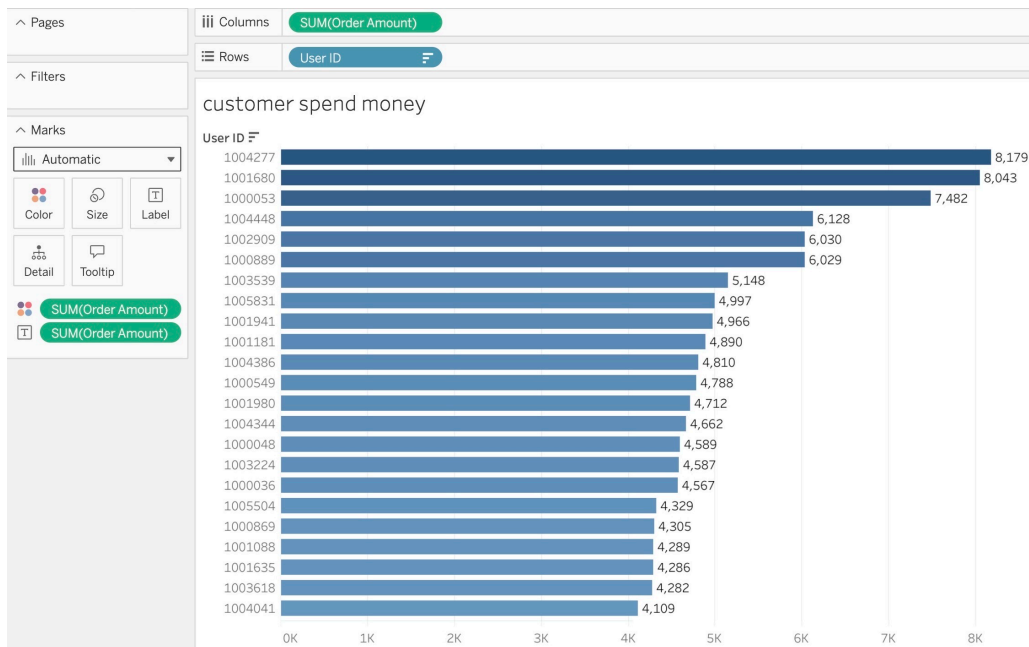 Pages
Columns
SUM(Order Amount)
Rows
User ID
Filters
Marks
Automatic
Color
Size
Label
Detail
Tooltip
SUM(Order Amount)
SUM(Order Amount)
customer spend money
User ID
1004277 8,179
1001680 8,043
1000053 7,482
1004448 6,128
1002909 6,030
1000889 6,029
1003539 5,148
1005831 4,997
1001941 4,966
1001181 4,890
1004386 4,810
1000549 4,788
1001980 4,712
1004344 4,662
1000048 4,589
1003224 4,587
1000036 4,567
1005504 4,329
1000869 4,305
1001088 4,289
1001635 4,286
1003618 4,282
1004041 4,109
0K 1K 2K 3K 4K 5K 6K 7K 8K